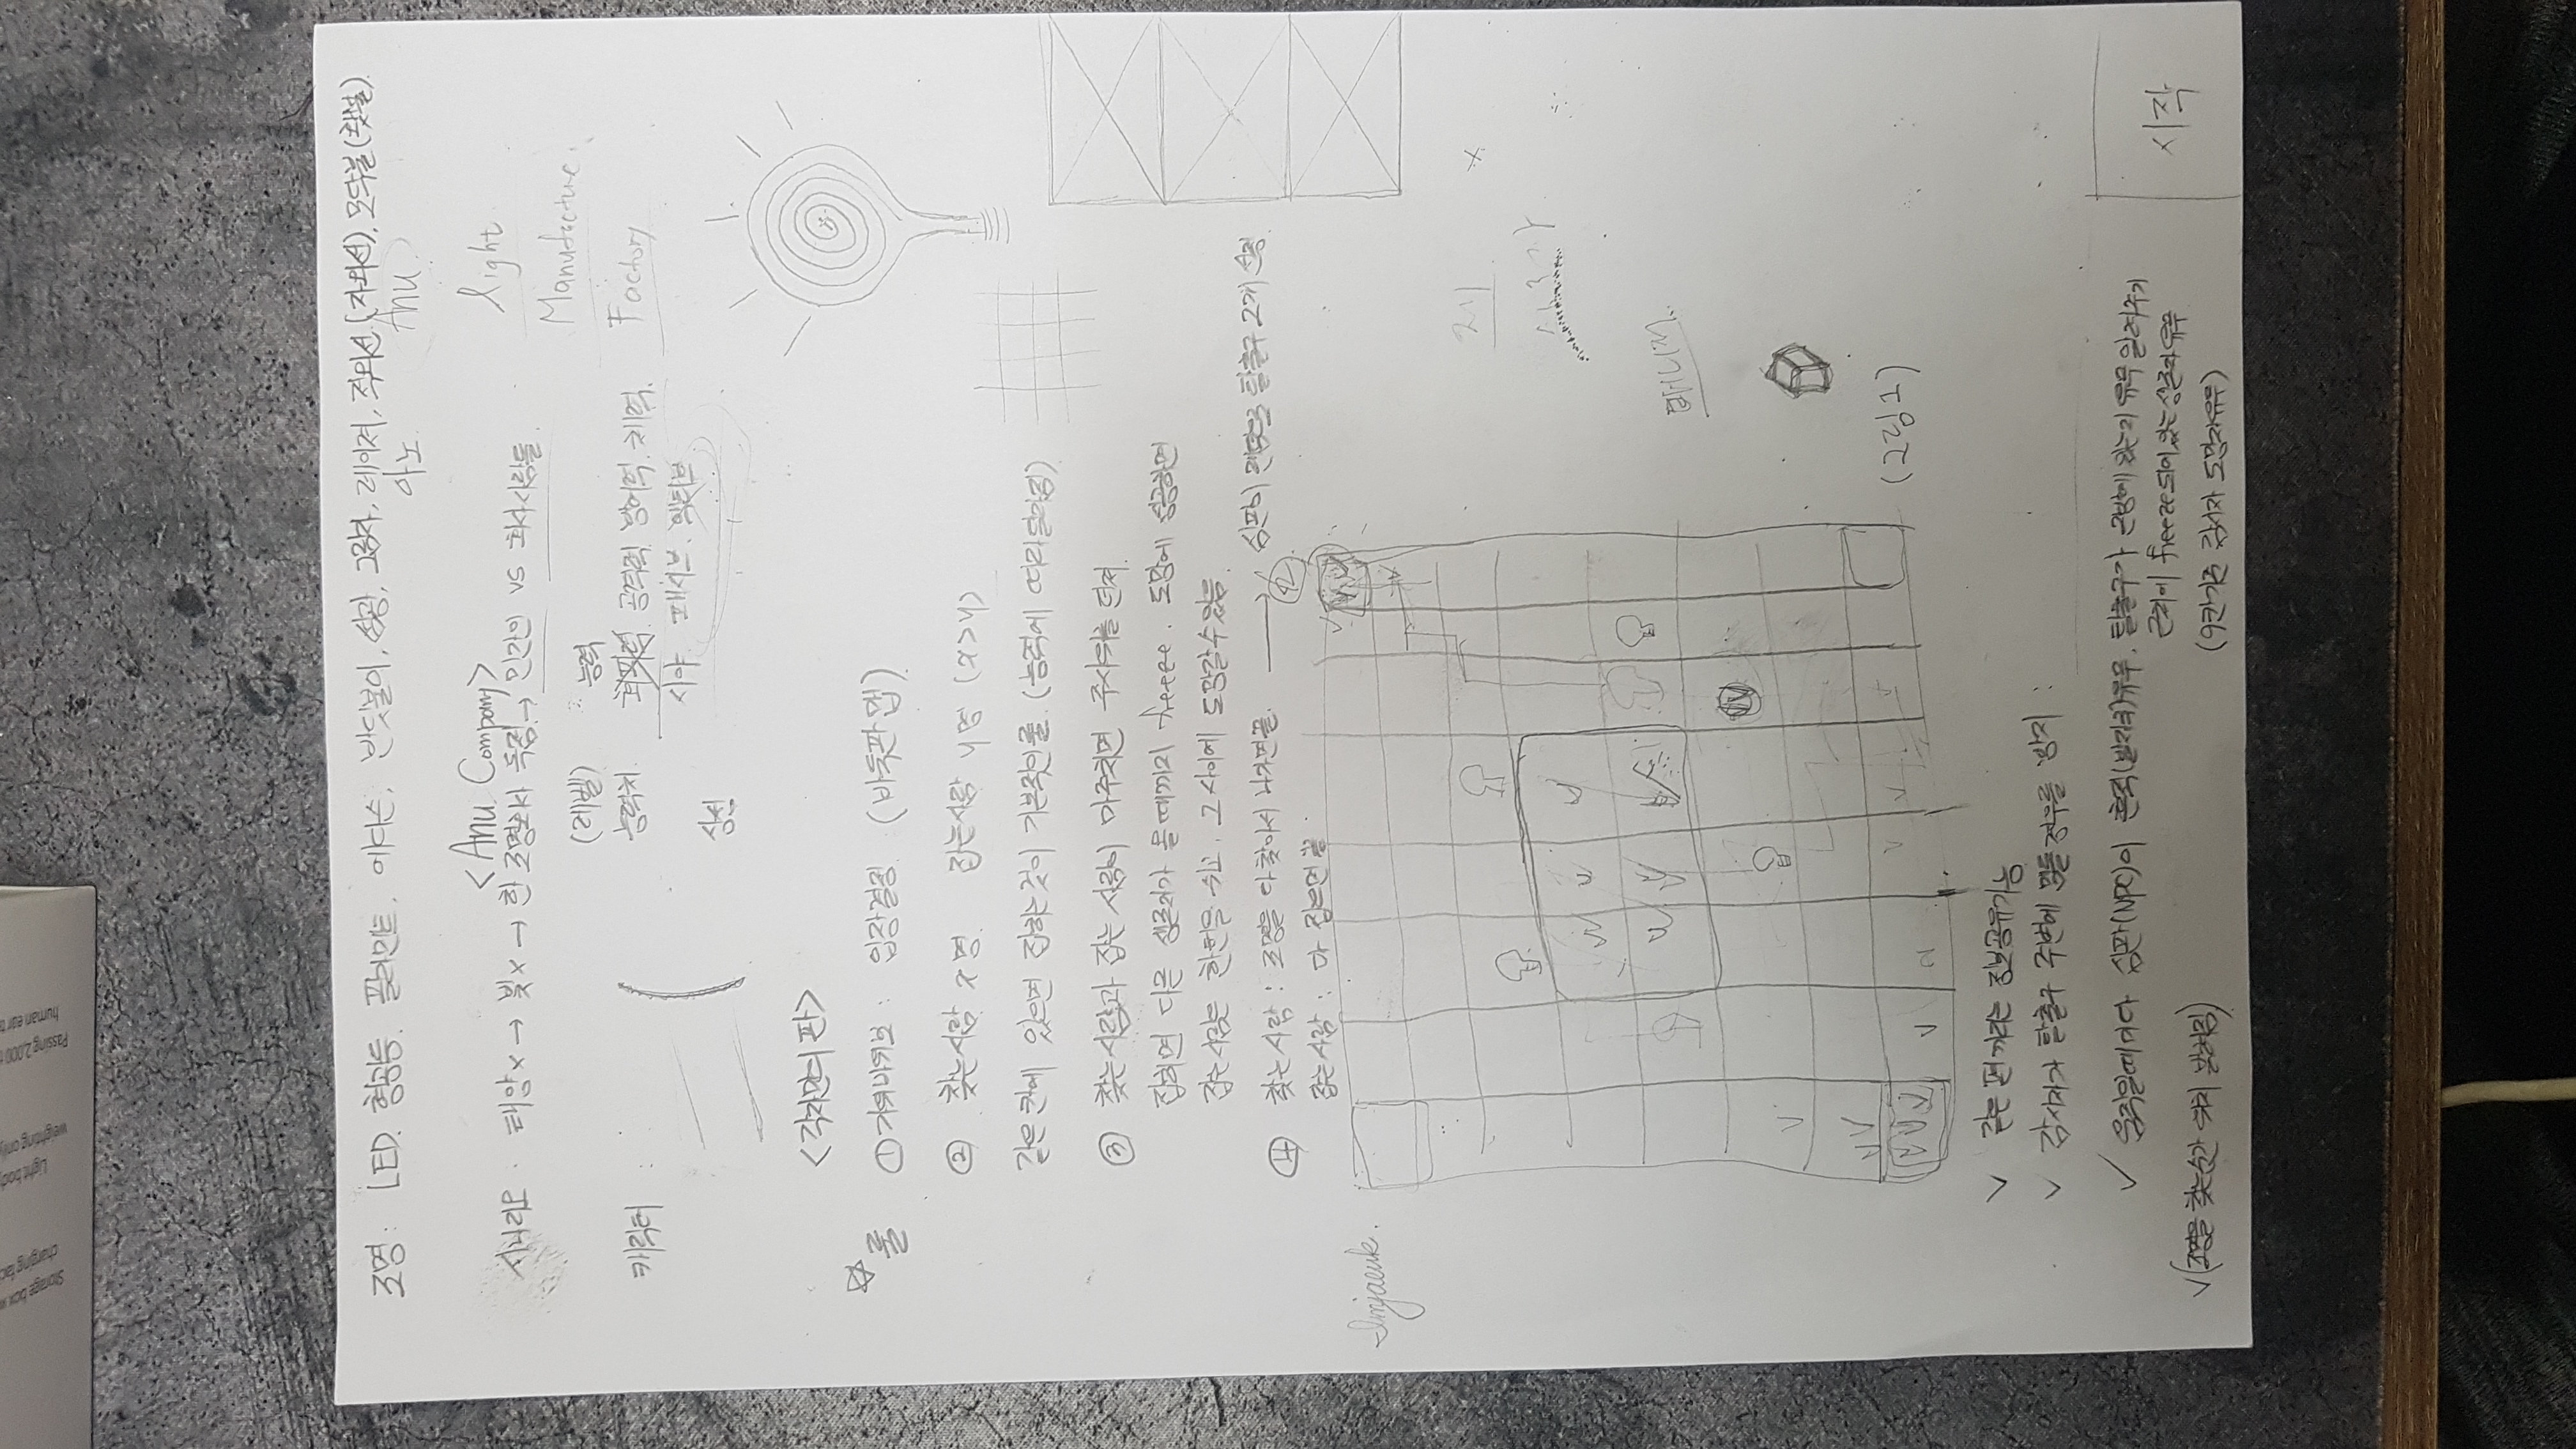 조명: LED. 형광등. 필라멘트. 에디슨, 반딧불이, 섬광, 그림자, 레이저, 적외선, (자외선), 모닥불(횃불).
아노. Anu.
<Anu Company>
시나리오. 태양x → 빛x → 한 조명회사 독점 → 민간인 vs 회사사람들.
light
Manufacture.
Factory
(레벨) 능력
캐릭터 : 능력치. 공격력. 방어력. 체력.
시야 패시브. 액티브
<각자만의 판>
룰 ① 가위바위보 : 입장결정 (바둑판 맵)
② 찾는사람 x명 잡는사람 y명 (x>y)
같은 칸에 있으면 잡히는 것이 기본적인 룰. (능력에 따라 달라짐)
③ 찾는 사람과 잡는 사람이 마주치면 주사위를 던져
잡히면 다른 생존자가 올 때까지 freeze. 도망에 성공하면
잡는사람은 한턴을 쉬고, 그 사이에 도망갈 수 있음.
④ 찾는 사람 : 조명을 다 찾아서 나가면 끝. → 심판이 랜덤으로 탈출구 2개 선정.
잡는 사람 : 다 잡으면 끝
Imjaeuk.
매니저.
(그림1)
V 같은 편끼리는 정보공유가능
V 감시자가 탈출구 주변에 맴돌 경우를 방지 :
V 움직일때마다 심판(NPC)이 흔적(발자국)유무, 탈출구가 근방에 있는지 유무 알려주기
근처에 freeze되어 있는 생존자 유무
V (조명을 찾는순간 위치 밝혀짐)
(9칸기준 감시자 도망자유무)
시작